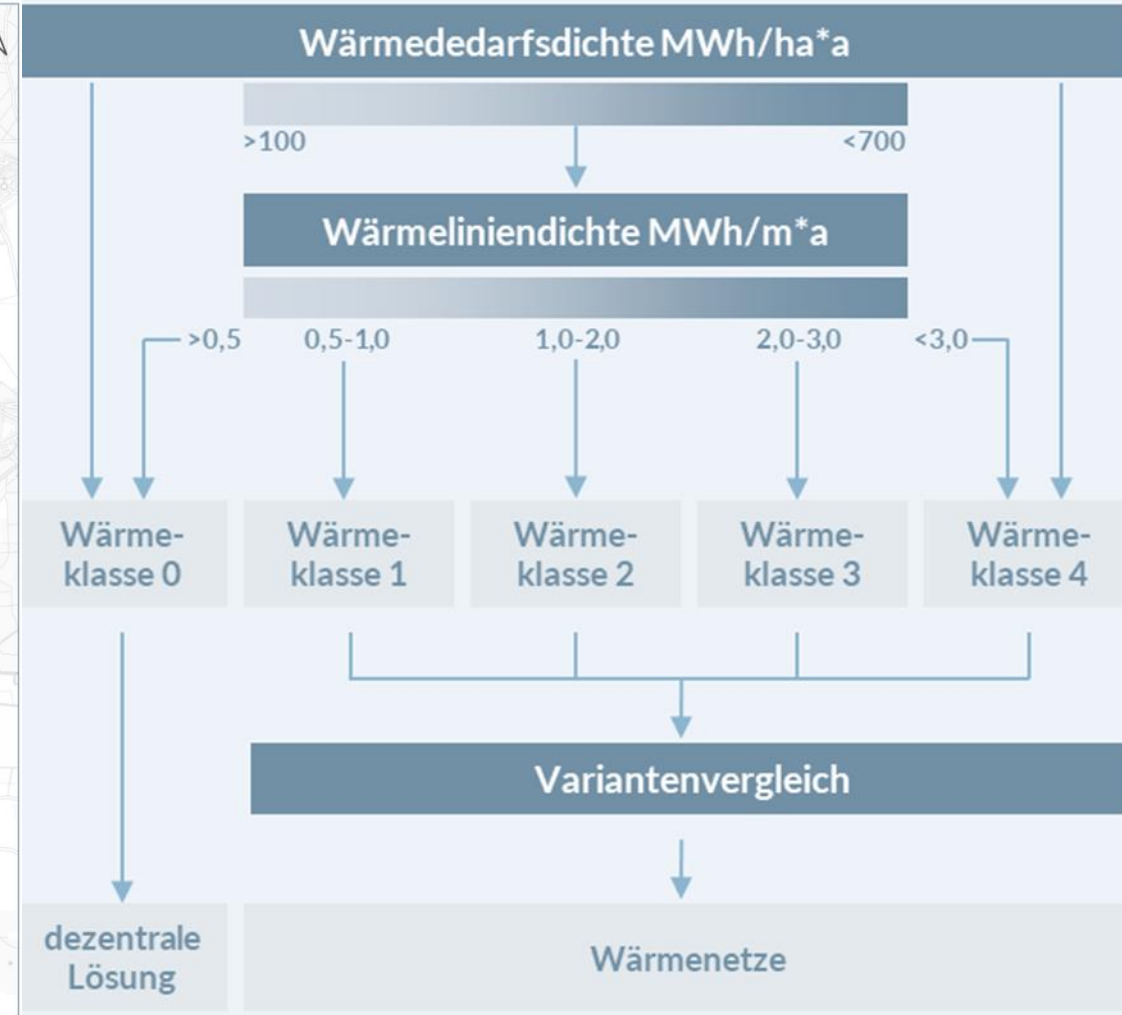 Wärmededarfsdichte MWh/ha*a
>100
<700
Wärmeliniendichte MWh/m*a
>0,5
0,5-1,0
1,0-2,0
2,0-3,0
<3,0
Wärme-
klasse 0
Wärme-
klasse 1
Wärme-
klasse 2
Wärme-
klasse 3
Wärme-
klasse 4
Variantenvergleich
dezentrale
Lösung
Wärmenetze